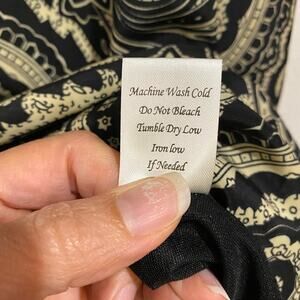 Machine Wash Cold
Do Not Bleach
Tumble Dry Low
Iron low
If Needed